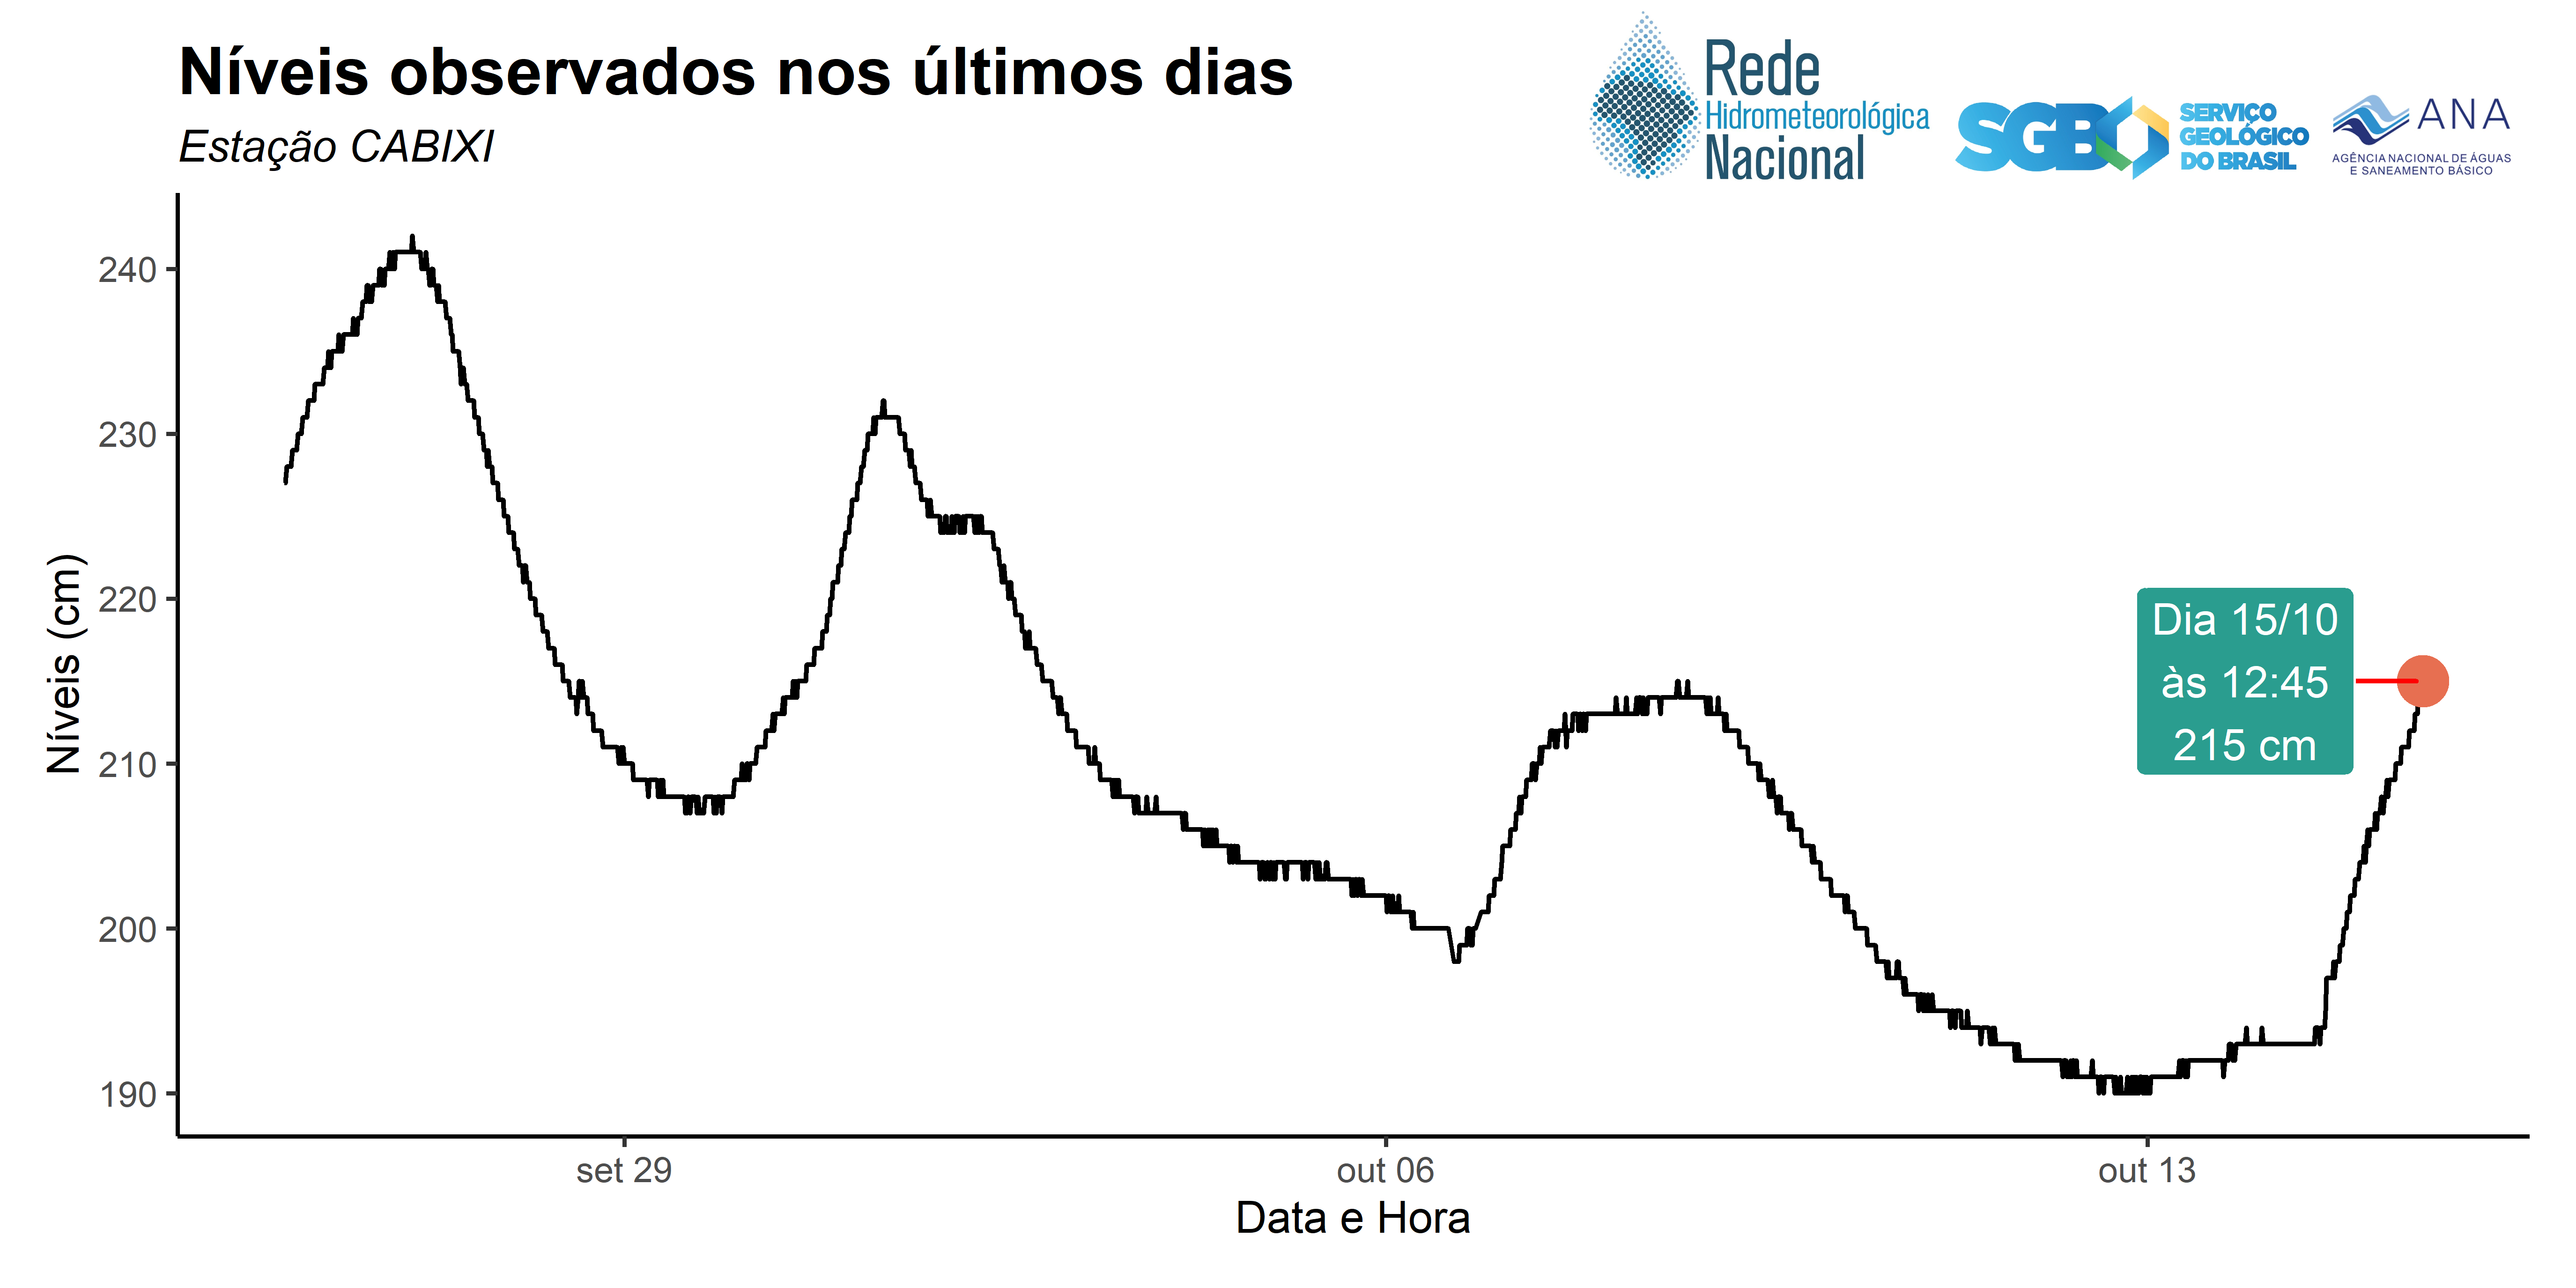 Níveis observados nos últimos dias
Estação CABIXI
Rede
Hidrometeorológica
Nacional
SGB
SERVIÇO
GEOLÓGICO
DO BRASIL
ANA
AGÊNCIA NACIONAL DE ÁGUAS
E SANEAMENTO BÁSICO
Níveis (cm)
240
230
220
210
200
190
Dia 15/10
às 12:45
215 cm
set 29
out 06
out 13
Data e Hora